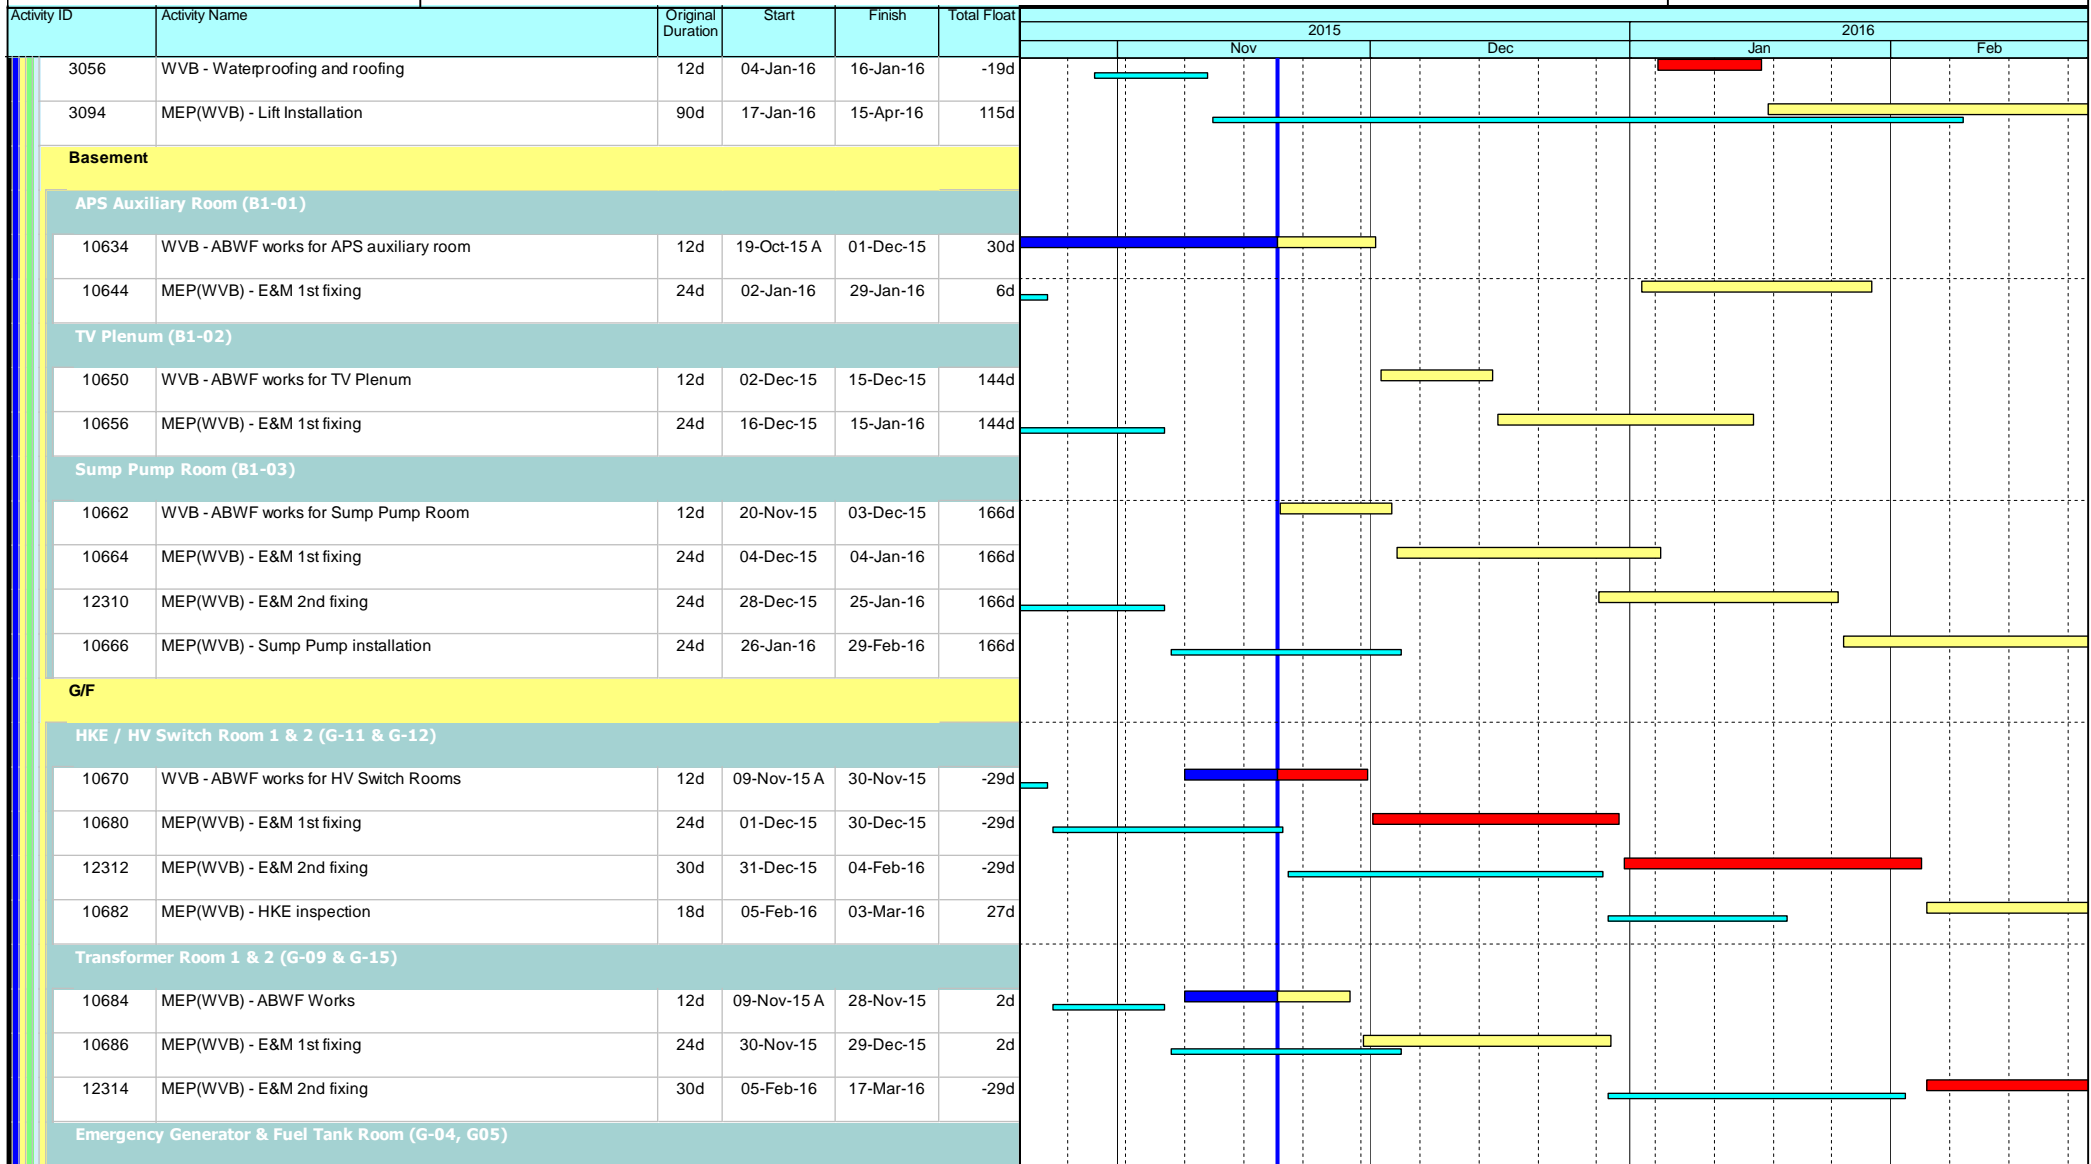 Activity ID Activity Name Original Duration Start Finish Total Float
2015 2016
Nov Dec Jan Feb
3056 WVB - Waterproofing and roofing 12d 04-Jan-16 16-Jan-16 -19d
3094 MEP(WVB) - Lift Installation 90d 17-Jan-16 15-Apr-16 115d
Basement
APS Auxiliary Room (B1-01)
10634 WVB - ABWF works for APS auxiliary room 12d 19-Oct-15 A 01-Dec-15 30d
10644 MEP(WVB) - E&M 1st fixing 24d 02-Jan-16 29-Jan-16 6d
TV Plenum (B1-02)
10650 WVB - ABWF works for TV Plenum 12d 02-Dec-15 15-Dec-15 144d
10656 MEP(WVB) - E&M 1st fixing 24d 16-Dec-15 15-Jan-16 144d
Sump Pump Room (B1-03)
10662 WVB - ABWF works for Sump Pump Room 12d 20-Nov-15 03-Dec-15 166d
10664 MEP(WVB) - E&M 1st fixing 24d 04-Dec-15 04-Jan-16 166d
12310 MEP(WVB) - E&M 2nd fixing 24d 28-Dec-15 25-Jan-16 166d
10666 MEP(WVB) - Sump Pump installation 24d 26-Jan-16 29-Feb-16 166d
G/F
HKE / HV Switch Room 1 & 2 (G-11 & G-12)
10670 WVB - ABWF works for HV Switch Rooms 12d 09-Nov-15 A 30-Nov-15 -29d
10680 MEP(WVB) - E&M 1st fixing 24d 01-Dec-15 30-Dec-15 -29d
12312 MEP(WVB) - E&M 2nd fixing 30d 31-Dec-15 04-Feb-16 -29d
10682 MEP(WVB) - HKE inspection 18d 05-Feb-16 03-Mar-16 27d
Transformer Room 1 & 2 (G-09 & G-15)
10684 MEP(WVB) - ABWF Works 12d 09-Nov-15 A 28-Nov-15 2d
10686 MEP(WVB) - E&M 1st fixing 24d 30-Nov-15 29-Dec-15 2d
12314 MEP(WVB) - E&M 2nd fixing 30d 05-Feb-16 17-Mar-16 -29d
Emergency Generator & Fuel Tank Room (G-04, G05)